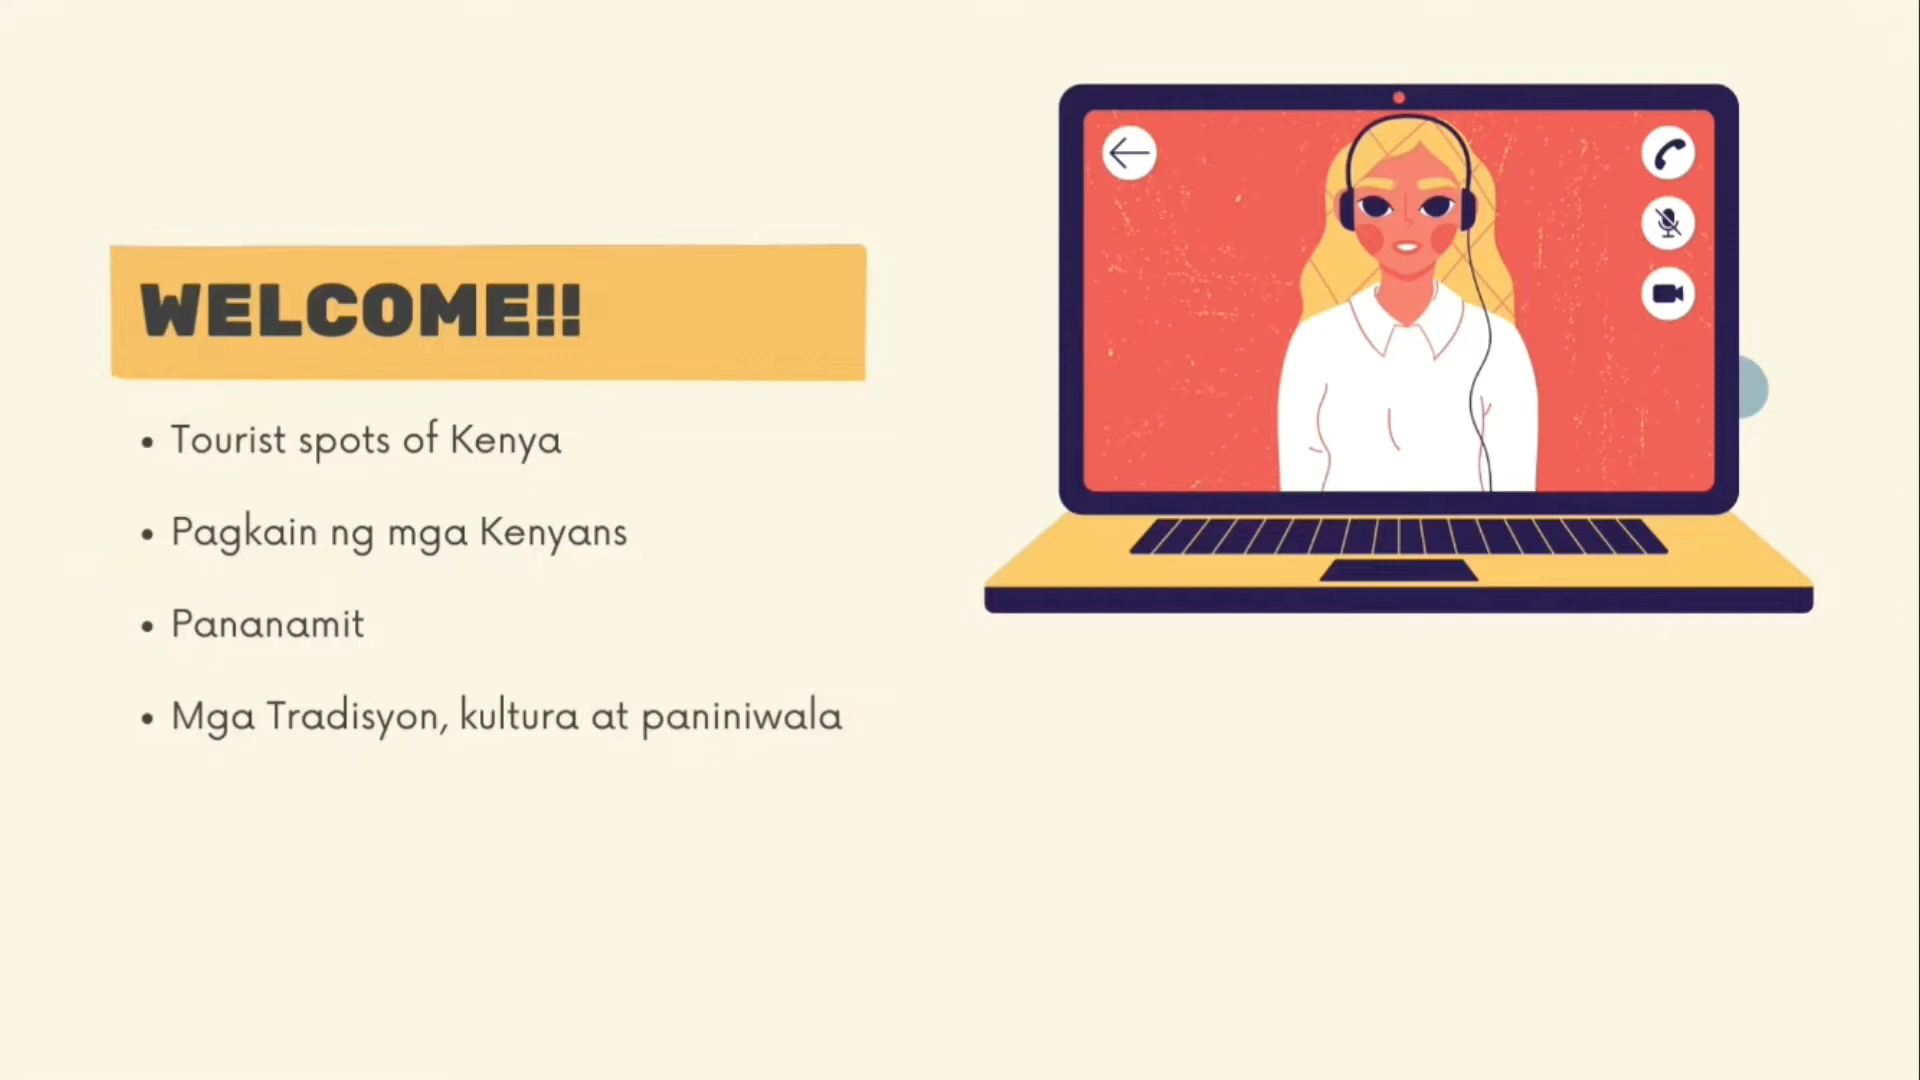 WELCOME!!
• Tourist spots of Kenya
• Pagkain ng mga Kenyans
• Pananamit
• Mga Tradisyon, kultura at paniniwala